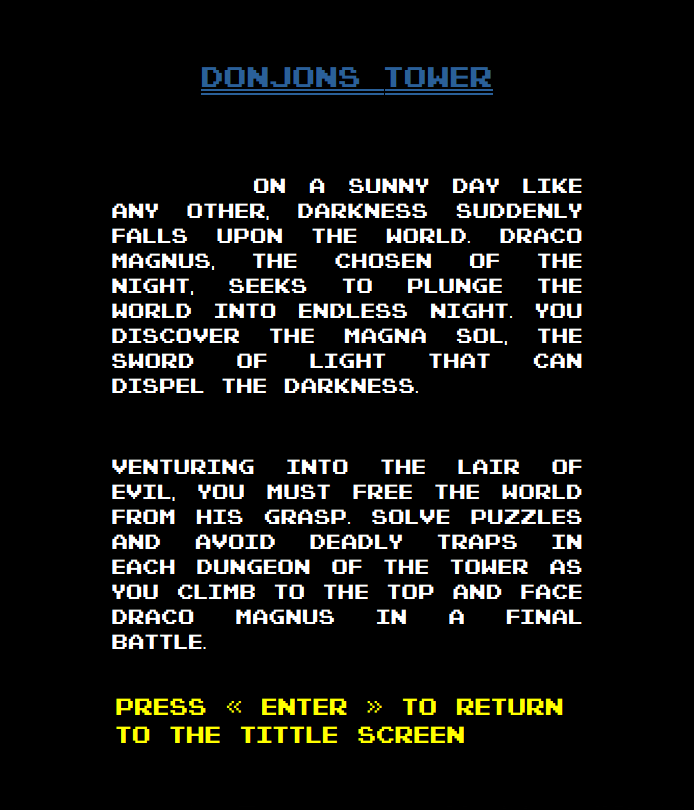 DONJONS TOWER
ON A SUNNY DAY LIKE
ANY OTHER, DARKNESS SUDDENLY
FALLS UPON THE WORLD. DRACO
MAGNUS, THE CHOSEN OF THE
NIGHT, SEEKS TO PLUNGE THE
WORLD INTO ENDLESS NIGHT. YOU
DISCOVER THE MAGNA SOL, THE
SWORD OF LIGHT THAT CAN
DISPEL THE DARKNESS.
VENTURING INTO THE LAIR OF
EVIL, YOU MUST FREE THE WORLD
FROM HIS GRASP. SOLVE PUZZLES
AND AVOID DEADLY TRAPS IN
EACH DUNGEON OF THE TOWER AS
YOU CLIMB TO THE TOP AND FACE
DRACO MAGNUS IN A FINAL
BATTLE.
PRESS « ENTER » TO RETURN
TO THE TITTLE SCREEN